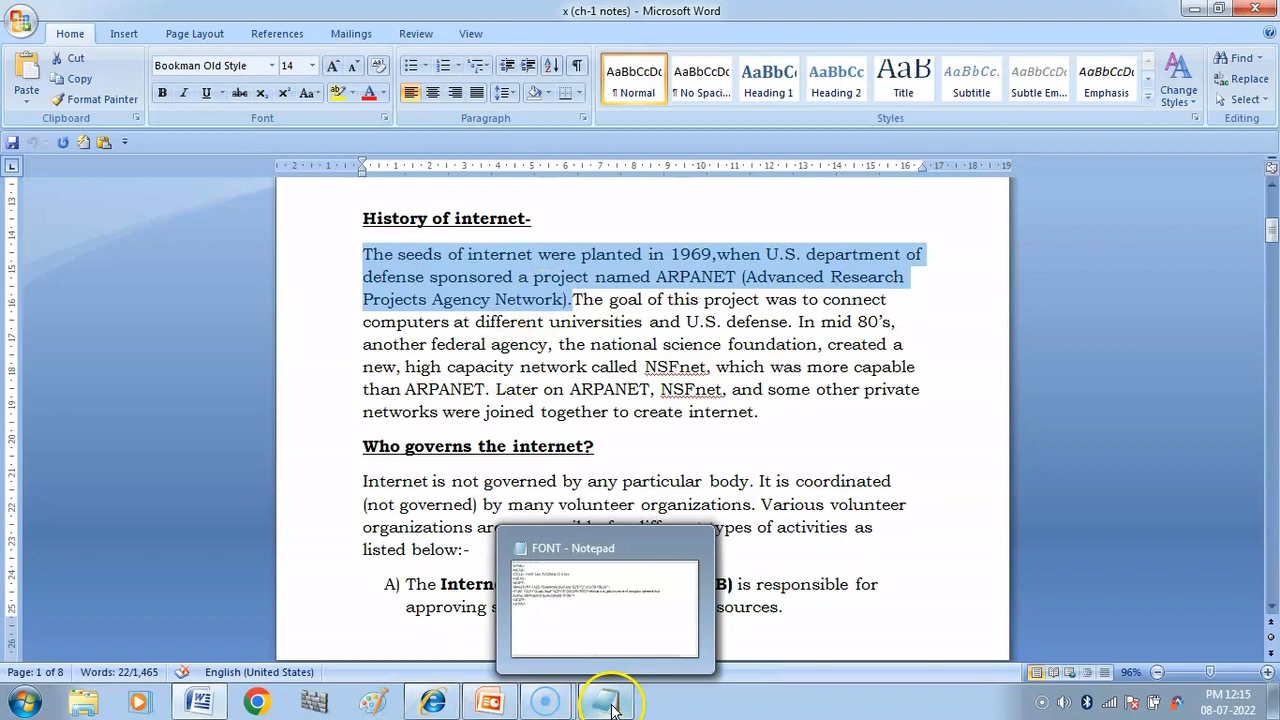 x (ch-1 notes) - Microsoft Word
Home Insert Page Layout References Mailings Review View
Paste
Cut
Copy
Format Painter
Clipboard
Bookman Old Style 14
Font
Paragraph
AaBbCcDc AaBbCcDc AaBbCc AaBbCc AaB AaBbCc. AaBbCcDc AaBbCcDc
¶ Normal ¶ No Spaci... Heading 1 Heading 2 Title Subtitle Subtle Em... Emphasis
Change Styles
Styles
Find
Replace
Select
Editing
History of internet-
The seeds of internet were planted in 1969,when U.S. department of
defense sponsored a project named ARPANET (Advanced Research
Projects Agency Network).The goal of this project was to connect
computers at different universities and U.S. defense. In mid 80's,
another federal agency, the national science foundation, created a
new, high capacity network called NSFnet, which was more capable
than ARPANET. Later on ARPANET, NSFnet, and some other private
networks were joined together to create internet.
Who governs the internet?
Internet is not governed by any particular body. It is coordinated
(not governed) by many volunteer organizations. Various volunteer
organizations are types of activities as
listed below:-
A) The B) is responsible for
approving sources.
FONT - Notepad
Page: 1 of 8 Words: 22/1,465 English (United States) 96%
PM 12:15
08-07-2022